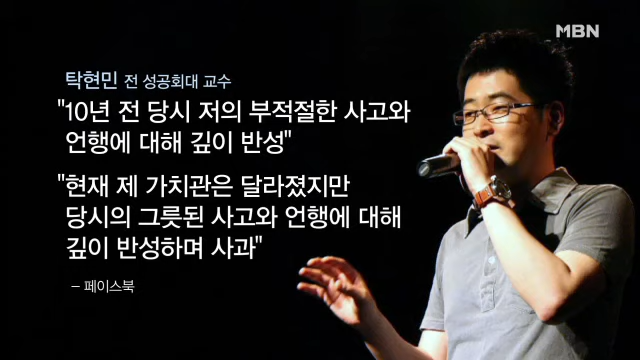 MBN
탁현민 전 성공회대 교수
"10년 전 당시 저의 부적절한 사고와
언행에 대해 깊이 반성"
"현재 제 가치관은 달라졌지만
당시의 그릇된 사고와 언행에 대해
깊이 반성하며 사과"
– 페이스북